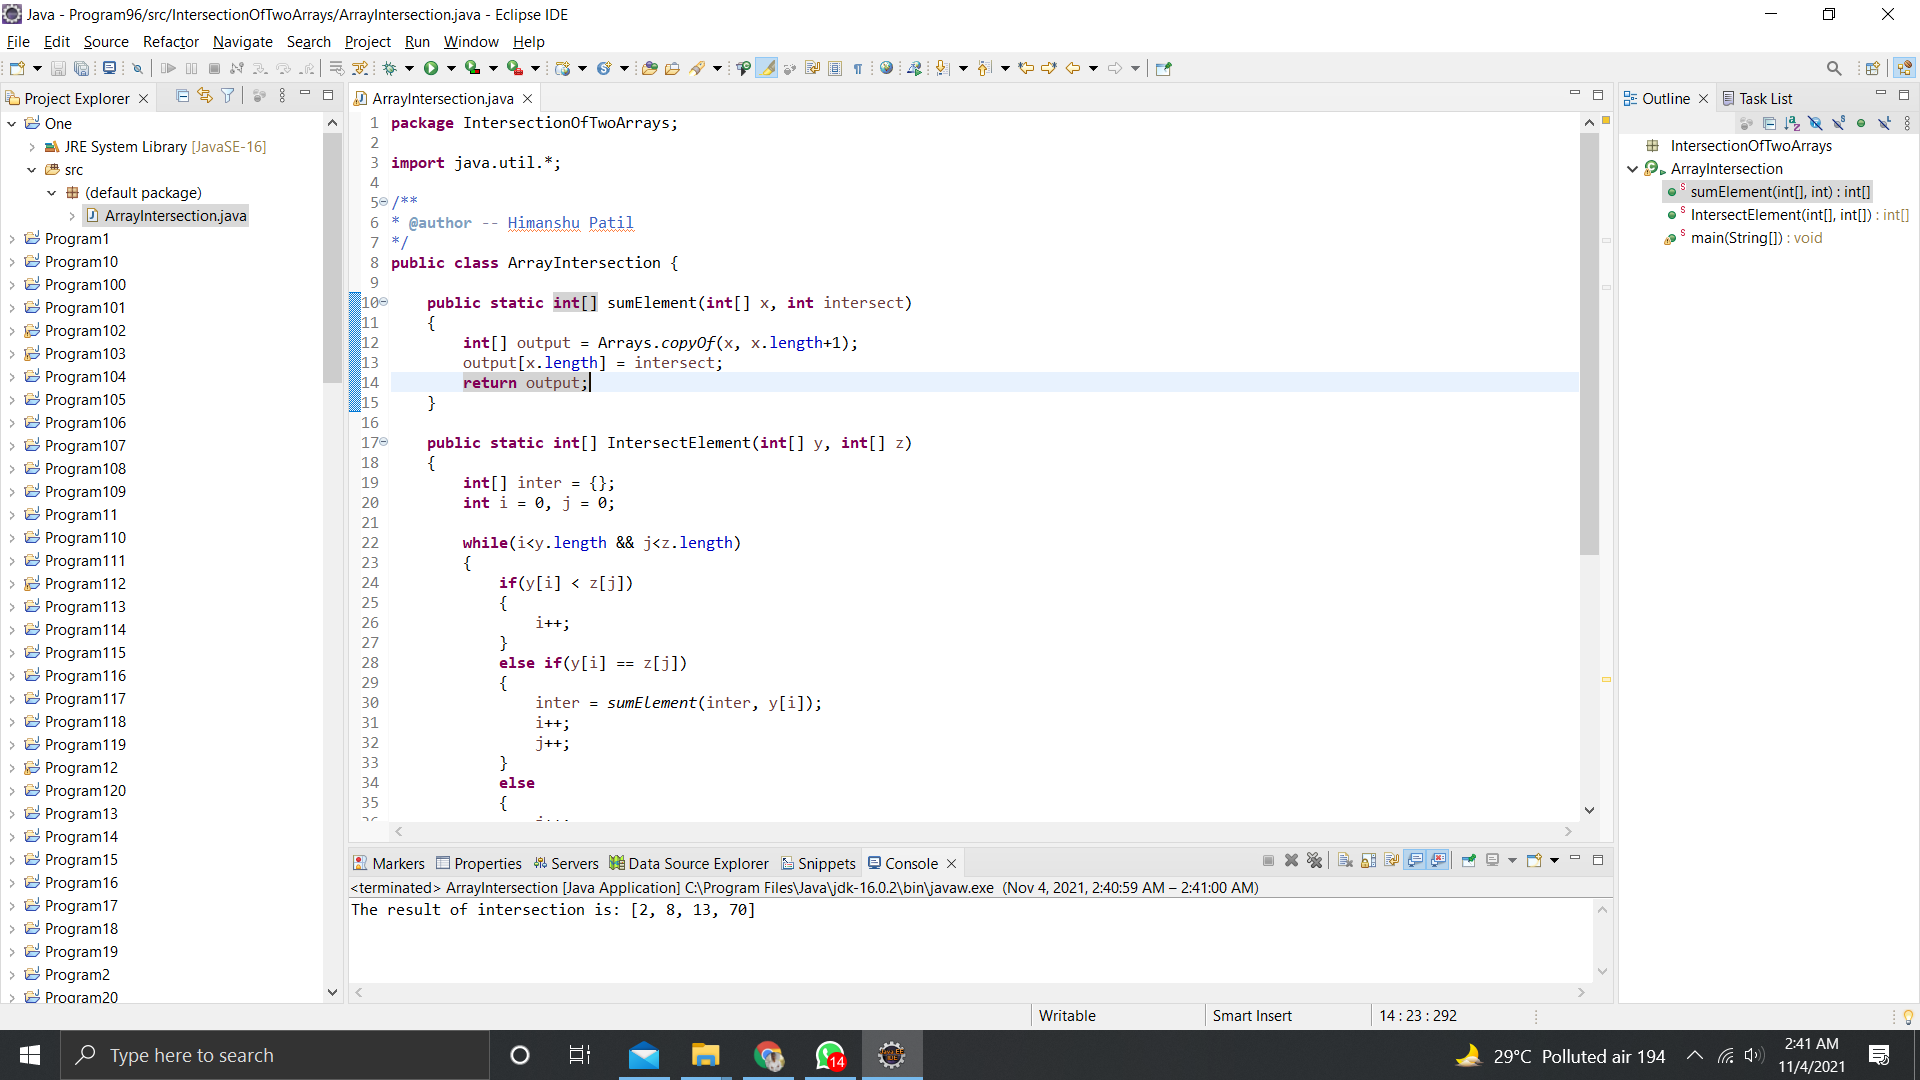 Java - Program96/src/IntersectionOfTwoArrays/ArrayIntersection.java - Eclipse IDE
File Edit Source Refactor Navigate Search Project Run Window Help
Project Explorer
One
JRE System Library [JavaSE-16]
src
(default package)
ArrayIntersection.java
Program1
Program10
Program100
Program101
Program102
Program103
Program104
Program105
Program106
Program107
Program108
Program109
Program11
Program110
Program111
Program112
Program113
Program114
Program115
Program116
Program117
Program118
Program119
Program12
Program120
Program13
Program14
Program15
Program16
Program17
Program18
Program19
Program2
Program20
ArrayIntersection.java
1 package IntersectionOfTwoArrays;
2
3 import java.util.*;
4
5 /**
6 * @author -- Himanshu Patil
7 */
8 public class ArrayIntersection {
9
10 public static int[] sumElement(int[] x, int intersect)
11 {
12 int[] output = Arrays.copyOf(x, x.length+1);
13 output[x.length] = intersect;
14 return output;
15 }
16
17 public static int[] IntersectElement(int[] y, int[] z)
18 {
19 int[] inter = {};
20 int i = 0, j = 0;
21
22 while(i<y.length && j<z.length)
23 {
24 if(y[i] < z[j])
25 {
26 i++;
27 }
28 else if(y[i] == z[j])
29 {
30 inter = sumElement(inter, y[i]);
31 i++;
32 j++;
33 }
34 else
35 {
Outline Task List
IntersectionOfTwoArrays
ArrayIntersection
sumElement(int[], int) : int[]
IntersectElement(int[], int[]) : int[]
main(String[]) : void
Markers Properties Servers Data Source Explorer Snippets Console
<terminated> ArrayIntersection [Java Application] C:\Program Files\Java\jdk-16.0.2\bin\javaw.exe (Nov 4, 2021, 2:40:59 AM – 2:41:00 AM)
The result of intersection is: [2, 8, 13, 70]
Writable Smart Insert 14 : 23 : 292
Type here to search
14
29°C Polluted air 194
2:41 AM
11/4/2021